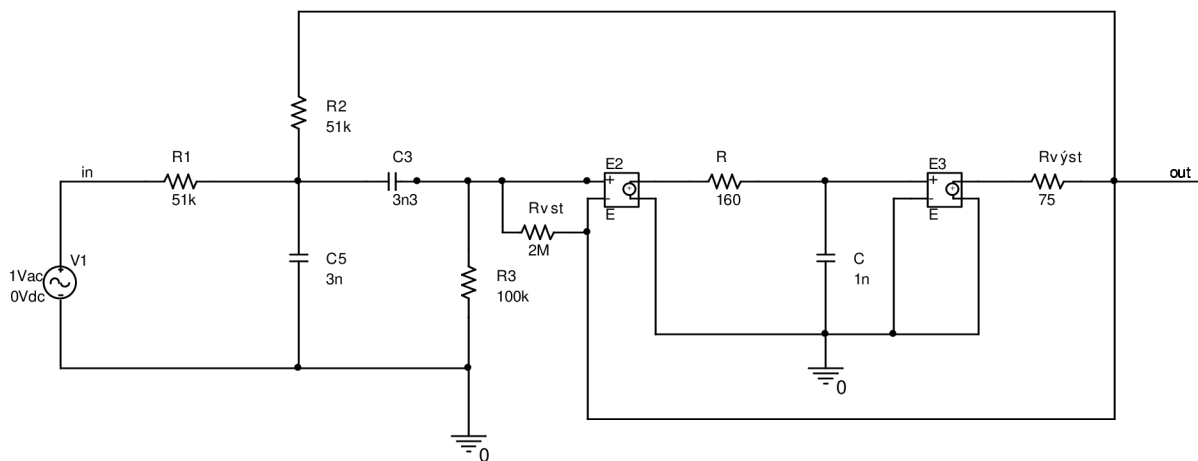 R2
51k
in
R1
51k
C3
3n3
E2
E
R
160
E3
E
Rvýst
75
out
Rvst
2M
V1
1Vac
0Vdc
C5
3n
R3
100k
C
1n
0
0